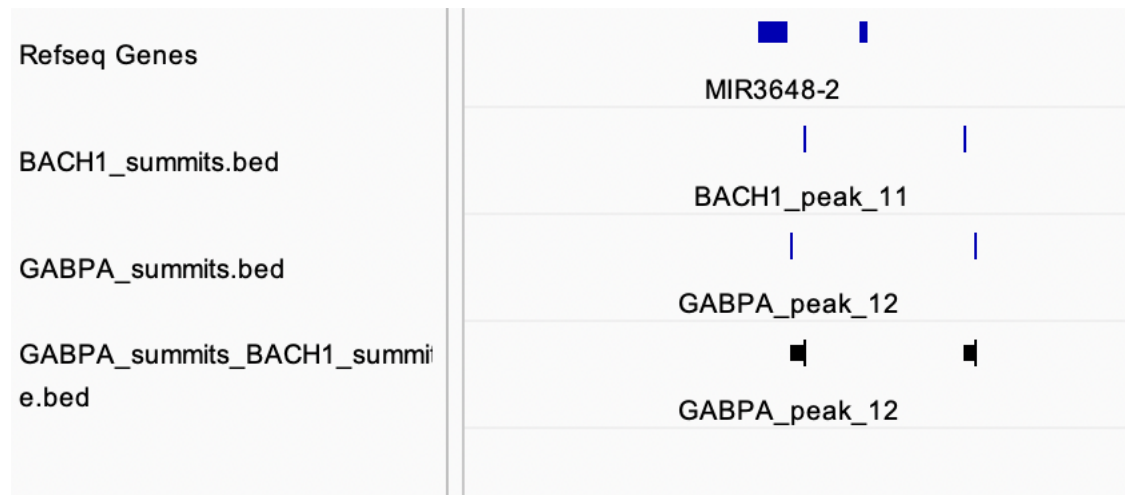 Refseq Genes
MIR3648-2
BACH1_summits.bed
BACH1_peak_11
GABPA_summits.bed
GABPA_peak_12
GABPA_summits_BACH1_summit
e.bed
GABPA_peak_12